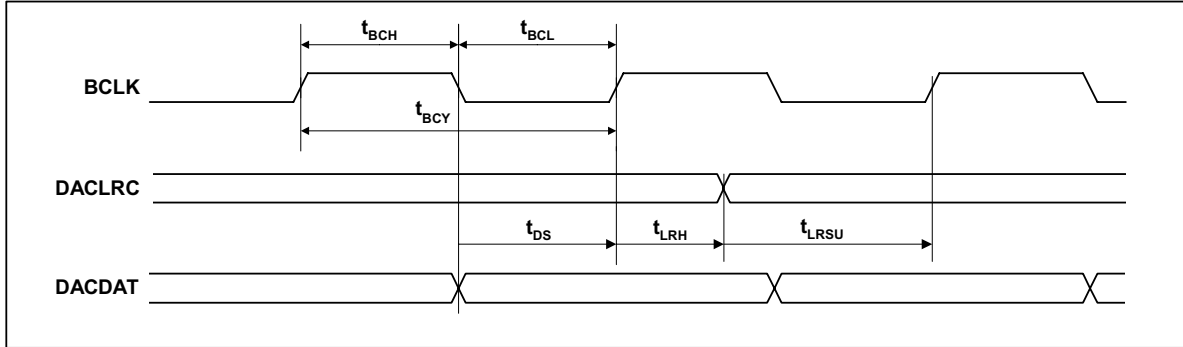 tBCH tBCL
BCLK
tBCY
DACLRC
tDS tLRH tLRSU
DACDAT